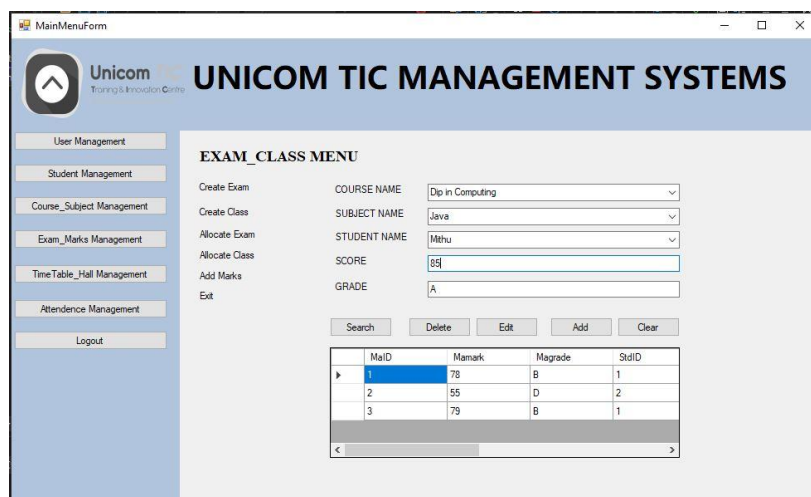 MainMenuForm
Unicom TIC
Training & Innovation Centre
UNICOM TIC MANAGEMENT SYSTEMS
User Management
Student Management
Course_Subject Management
Exam_Marks Management
TimeTable_Hall Management
Attendence Management
Logout
EXAM_CLASS MENU
Create Exam
Create Class
Allocate Exam
Allocate Class
Add Marks
Exit
COURSE NAME Dip in Computing
SUBJECT NAME Java
STUDENT NAME Mithu
SCORE 85
GRADE A
Search Delete Edit Add Clear
MaID Mamark Magrade StdID
1 78 B 1
2 55 D 2
3 79 B 1